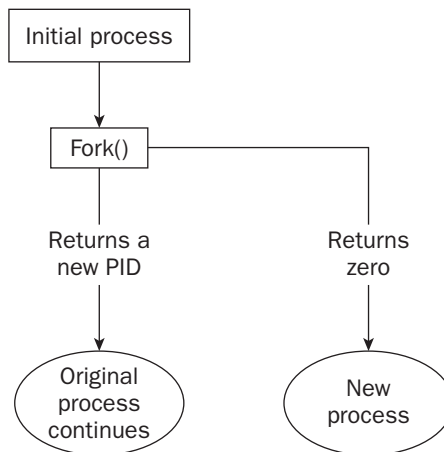 Initial process
Fork()
Returns a
new PID
Returns
zero
Original
process
continues
New
process